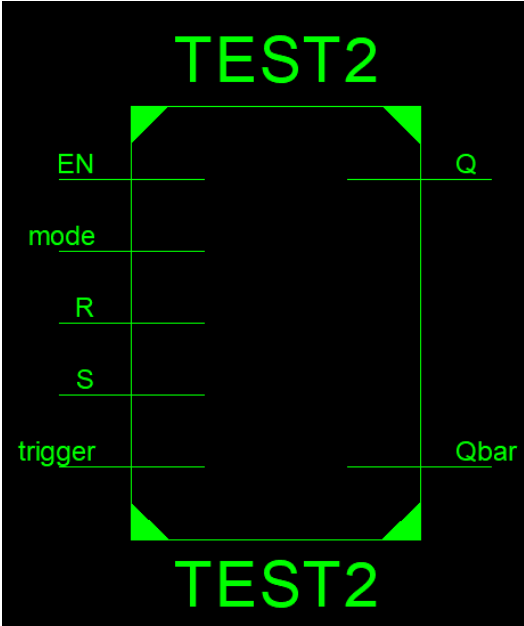 TEST2
EN
Q
mode
R
S
trigger
Qbar
TEST2